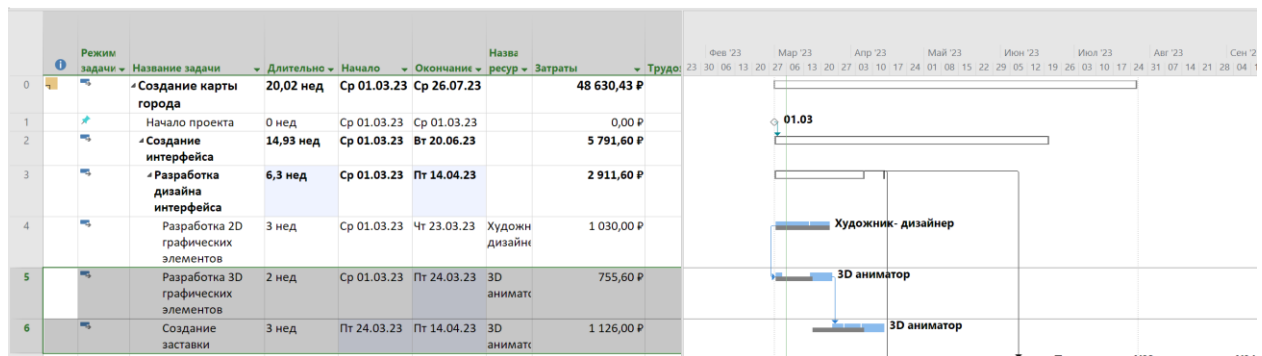 Режим задачи Название задачи Длительно Начало Окончание Назва ресур Затраты Трудо:
Фев '23 Мар '23 Апр '23 Май '23 Июн '23 Июл '23 Авг '23 Сен '2
23 30 06 13 20 27 06 13 20 27 03 10 17 24 01 08 15 22 29 05 12 19 26 03 10 17 24 31 07 14 21 28 04
0 Создание карты города 20,02 нед Ср 01.03.23 Ср 26.07.23 48 630,43 ₽
1 Начало проекта 0 нед Ср 01.03.23 Ср 01.03.23 0,00 ₽
01.03
2 Создание интерфейса 14,93 нед Ср 01.03.23 Вт 20.06.23 5 791,60 ₽
3 Разработка дизайна интерфейса 6,3 нед Ср 01.03.23 Пт 14.04.23 2 911,60 ₽
4 Разработка 2D графических элементов 3 нед Ср 01.03.23 Чт 23.03.23 Художн дизайне 1 030,00 ₽
Художник- дизайнер
5 Разработка 3D графических элементов 2 нед Ср 01.03.23 Пт 24.03.23 3D анимато 755,60 ₽
3D аниматор
6 Создание заставки 3 нед Пт 24.03.23 Пт 14.04.23 3D анимато 1 126,00 ₽
3D аниматор